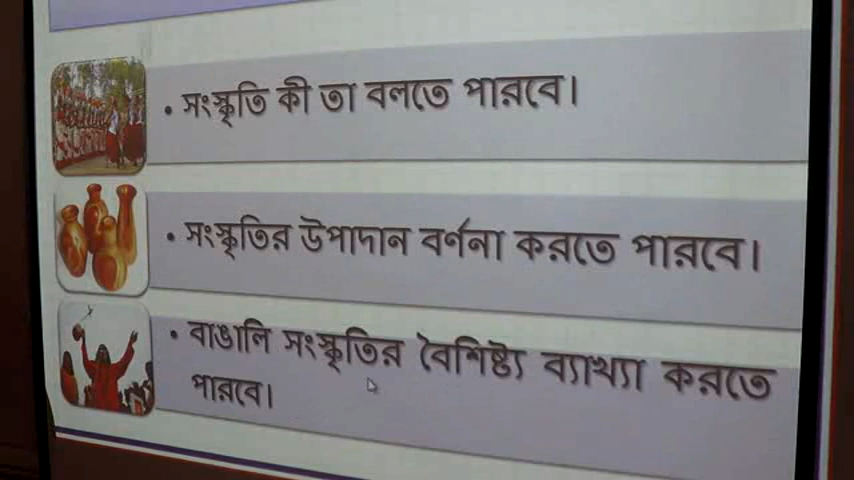 • সংস্কৃতি কী তা বলতে পারবে।
• সংস্কৃতির উপাদান বর্ণনা করতে পারবে।
• বাঙালি সংস্কৃতির বৈশিষ্ট্য ব্যাখ্যা করতে
পারবে।